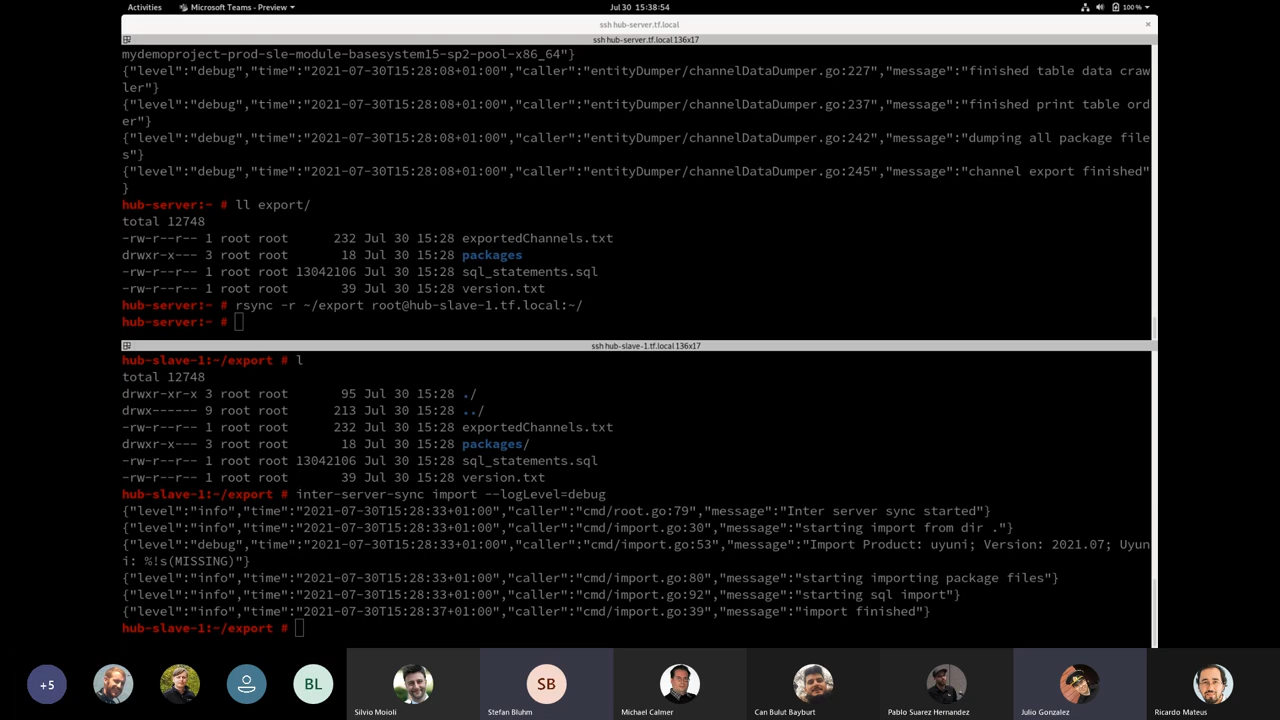 Activities Microsoft Teams - Preview Jul 30 15:38:54 100 %
ssh hub-server.tf.local ×
ssh hub-server.tf.local 136x17
mydemoproject-prod-sle-module-basesystem15-sp2-pool-x86_64"}
{"level":"debug","time":"2021-07-30T15:28:08+01:00","caller":"entityDumper/channelDataDumper.go:227","message":"finished table data craw
ler"}
{"level":"debug","time":"2021-07-30T15:28:08+01:00","caller":"entityDumper/channelDataDumper.go:237","message":"finished print table ord
er"}
{"level":"debug","time":"2021-07-30T15:28:08+01:00","caller":"entityDumper/channelDataDumper.go:242","message":"dumping all package file
s"}
{"level":"debug","time":"2021-07-30T15:28:08+01:00","caller":"entityDumper/channelDataDumper.go:245","message":"channel export finished"
}
hub-server:~ # ll export/
total 12748
-rw-r--r-- 1 root root      232 Jul 30 15:28 exportedChannels.txt
drwxr-x--- 3 root root       18 Jul 30 15:28 packages
-rw-r--r-- 1 root root 13042106 Jul 30 15:28 sql_statements.sql
-rw-r--r-- 1 root root       39 Jul 30 15:28 version.txt
hub-server:~ # rsync -r ~/export root@hub-slave-1.tf.local:~/
hub-server:~ #
ssh hub-slave-1.tf.local 136x17
hub-slave-1:~/export # l
total 12748
drwxr-xr-x 3 root root       95 Jul 30 15:28 ./
drwx------ 9 root root      213 Jul 30 15:28 ../
-rw-r--r-- 1 root root      232 Jul 30 15:28 exportedChannels.txt
drwxr-x--- 3 root root       18 Jul 30 15:28 packages/
-rw-r--r-- 1 root root 13042106 Jul 30 15:28 sql_statements.sql
-rw-r--r-- 1 root root       39 Jul 30 15:28 version.txt
hub-slave-1:~/export # inter-server-sync import --logLevel=debug
{"level":"info","time":"2021-07-30T15:28:33+01:00","caller":"cmd/root.go:79","message":"Inter server sync started"}
{"level":"info","time":"2021-07-30T15:28:33+01:00","caller":"cmd/import.go:30","message":"starting import from dir ."}
{"level":"debug","time":"2021-07-30T15:28:33+01:00","caller":"cmd/import.go:53","message":"Import Product: uyuni; Version: 2021.07; Uyun
i: %!s(MISSING)"}
{"level":"info","time":"2021-07-30T15:28:33+01:00","caller":"cmd/import.go:80","message":"starting importing package files"}
{"level":"info","time":"2021-07-30T15:28:33+01:00","caller":"cmd/import.go:92","message":"starting sql import"}
{"level":"info","time":"2021-07-30T15:28:37+01:00","caller":"cmd/import.go:39","message":"import finished"}
hub-slave-1:~/export #
+5 BL SB
Silvio Moioli Stefan Bluhm Michael Calmer Can Bulut Bayburt Pablo Suarez Hernandez Julio Gonzalez Ricardo Mateus